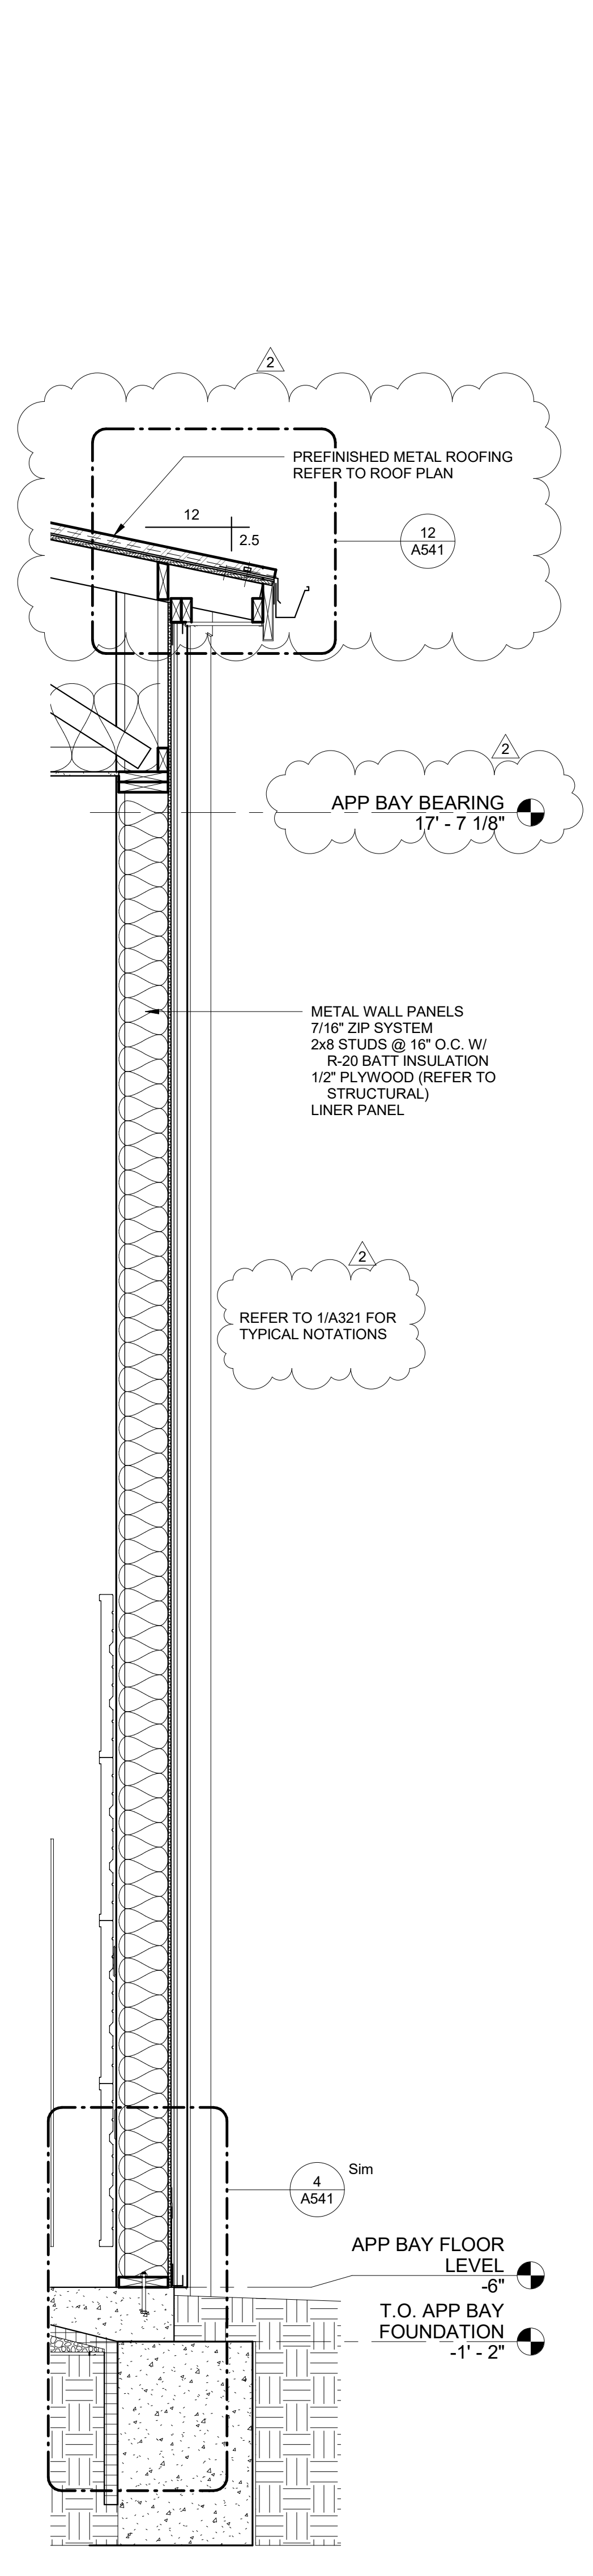 2
PREFINISHED METAL ROOFING
REFER TO ROOF PLAN
12
2.5
12
A541
2
APP BAY BEARING
17' - 7 1/8"
METAL WALL PANELS
7/16" ZIP SYSTEM
2x8 STUDS @ 16" O.C. W/
R-20 BATT INSULATION
1/2" PLYWOOD (REFER TO
STRUCTURAL)
LINER PANEL
2
REFER TO 1/A321 FOR
TYPICAL NOTATIONS
Sim
4
A541
APP BAY FLOOR
LEVEL
-6"
T.O. APP BAY
FOUNDATION
-1' - 2"